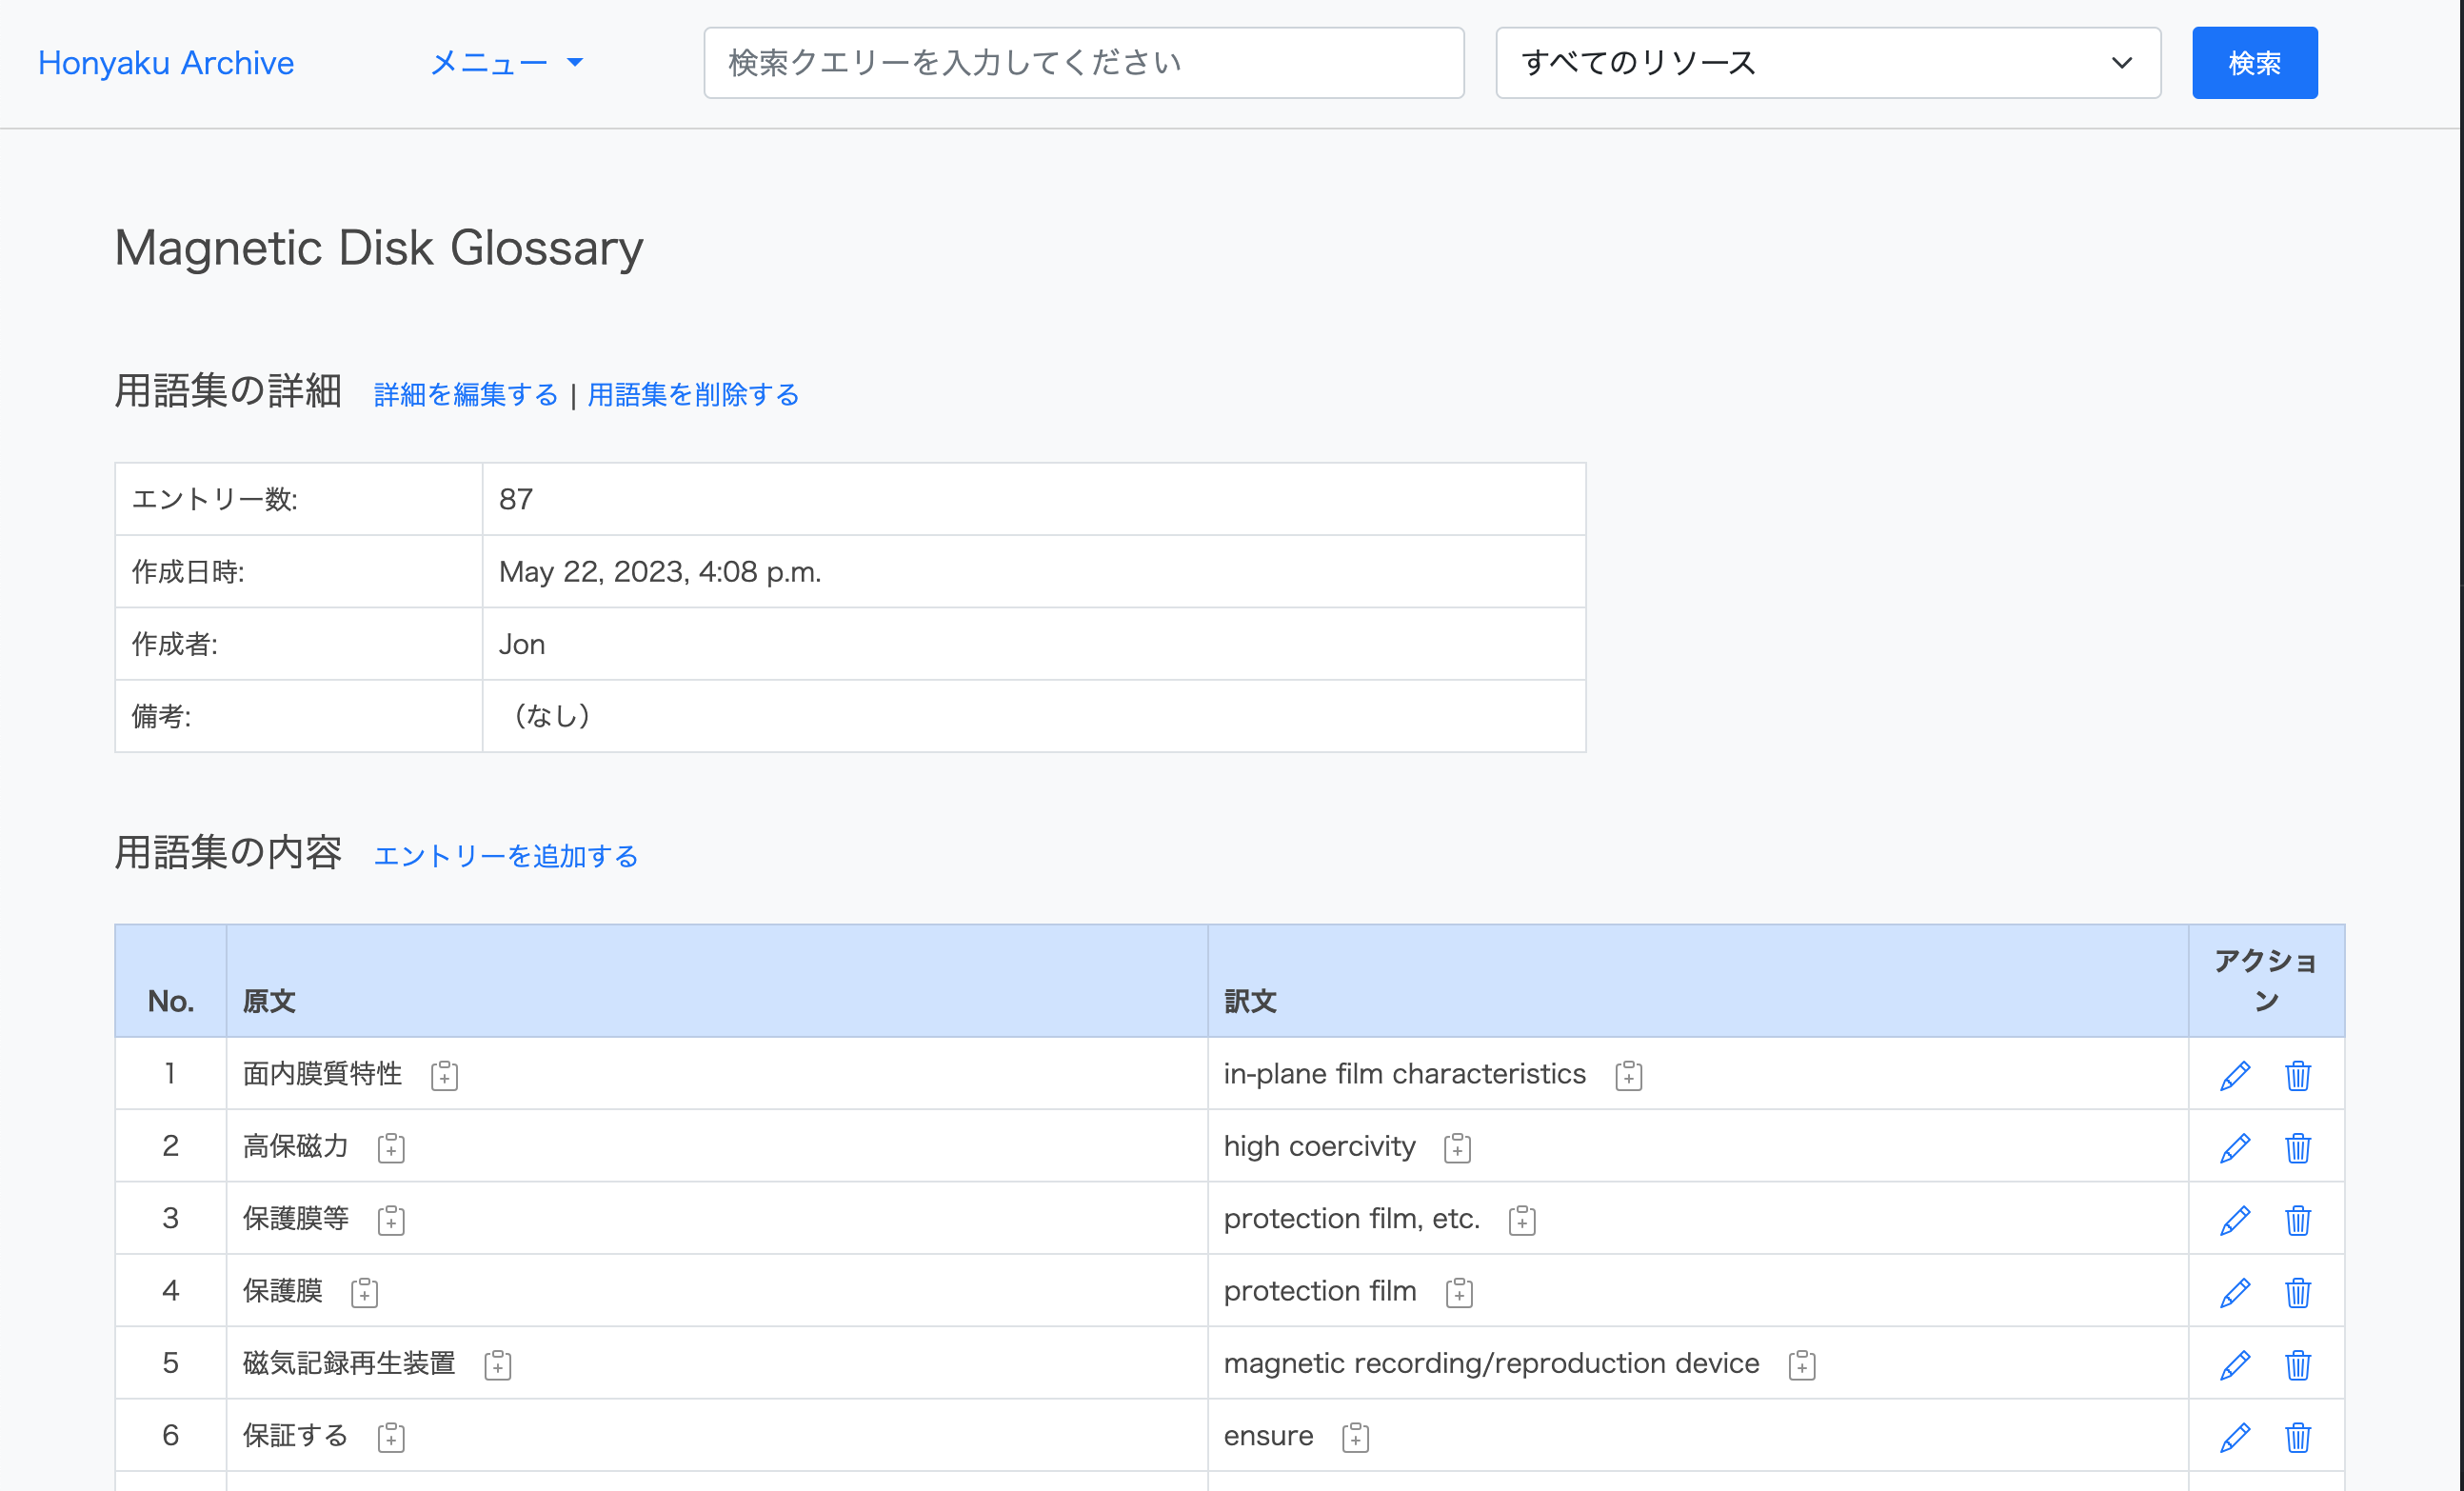 Honyaku Archive メニュー 検索クエリーを入力してください すべてのリソース 検索
Magnetic Disk Glossary
用語集の詳細 詳細を編集する | 用語集を削除する
エントリー数: 87
作成日時: May 22, 2023, 4:08 p.m.
作成者: Jon
備考: （なし）
用語集の内容 エントリーを追加する
No. 原文 訳文 アクション
1 面内膜質特性 in-plane film characteristics
2 高保磁力 high coercivity
3 保護膜等 protection film, etc.
4 保護膜 protection film
5 磁気記録再生装置 magnetic recording/reproduction device
6 保証する ensure